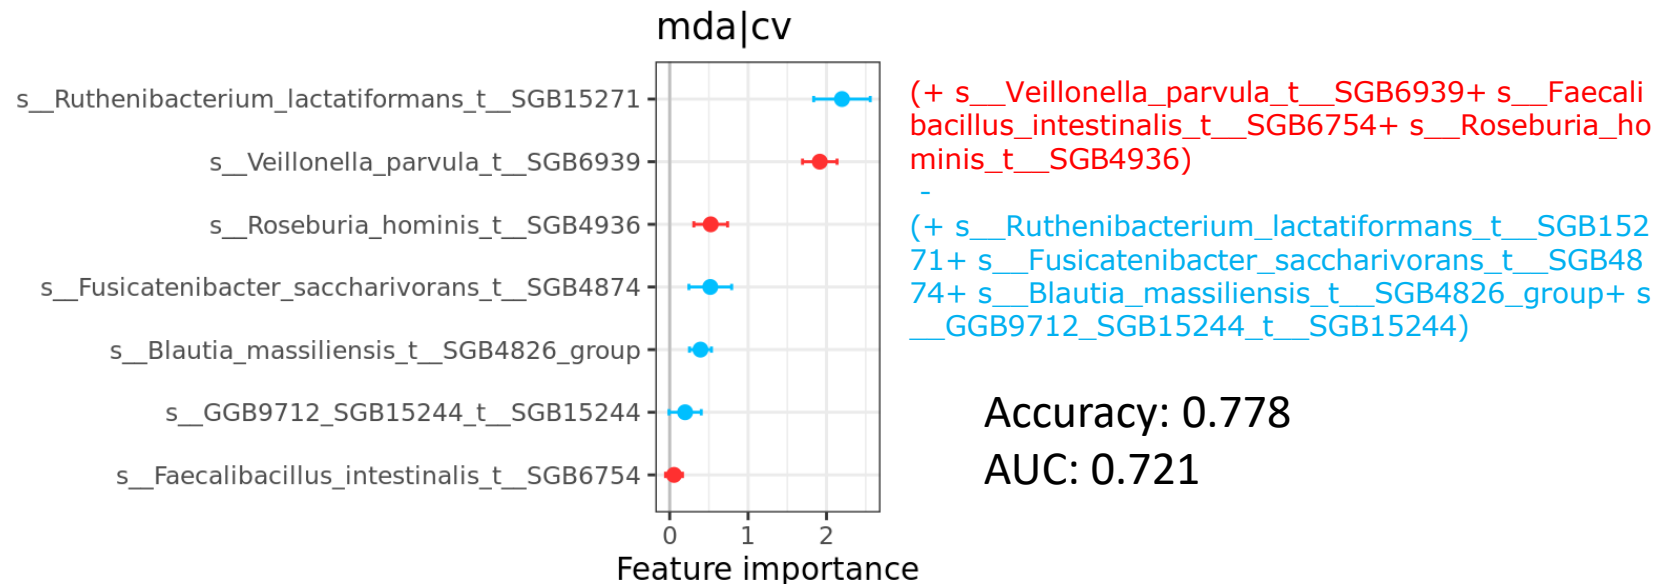 mda|cv
s__Ruthenibacterium_lactatiformans_t__SGB15271
s__Veillonella_parvula_t__SGB6939
s__Roseburia_hominis_t__SGB4936
s__Fusicatenibacter_saccharivorans_t__SGB4874
s__Blautia_massiliensis_t__SGB4826_group
s__GGB9712_SGB15244_t__SGB15244
s__Faecalibacillus_intestinalis_t__SGB6754
0 1 2
Feature importance
(+ s__Veillonella_parvula_t__SGB6939+ s__Faecali
bacillus_intestinalis_t__SGB6754+ s__Roseburia_ho
minis_t__SGB4936)
-
(+ s__Ruthenibacterium_lactatiformans_t__SGB152
71+ s__Fusicatenibacter_saccharivorans_t__SGB48
74+ s__Blautia_massiliensis_t__SGB4826_group+ s
__GGB9712_SGB15244_t__SGB15244)
Accuracy: 0.778
AUC: 0.721